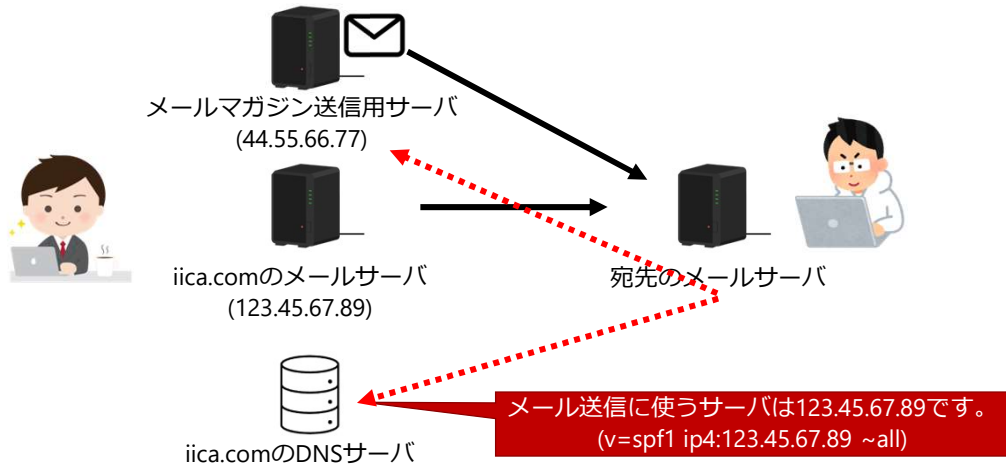 メールマガジン送信用サーバ
(44.55.66.77)
iica.comのメールサーバ
(123.45.67.89)
宛先のメールサーバ
メール送信に使うサーバは123.45.67.89です。
(v=spf1 ip4:123.45.67.89 ~all)
iica.comのDNSサーバ